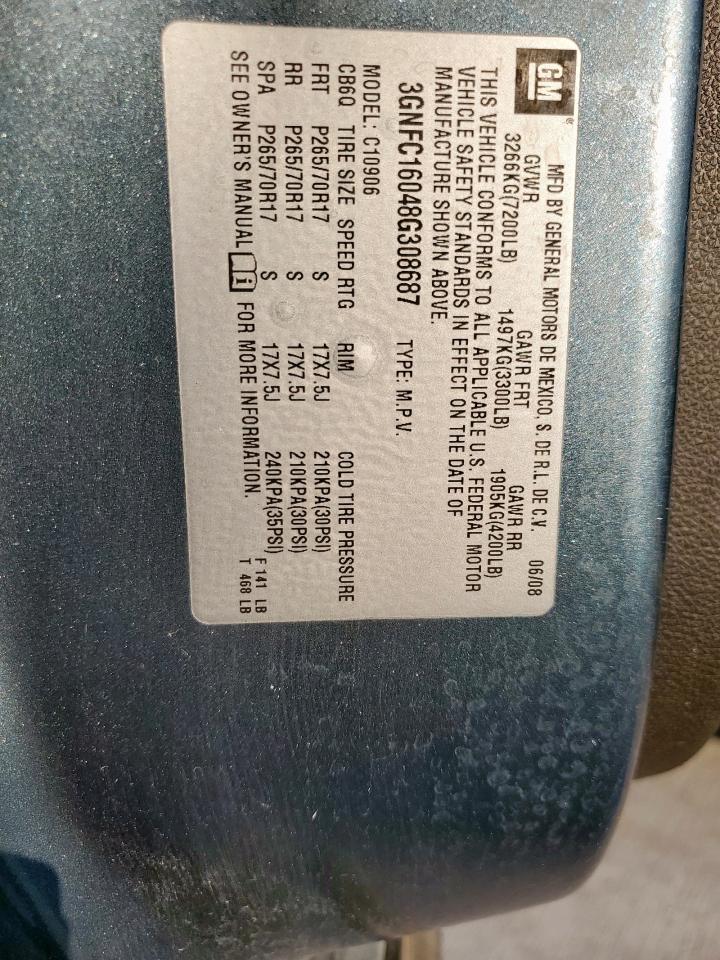 GM ®
MFD BY GENERAL MOTORS DE MEXICO, S. DE R.L. DE C.V. 06/08
GVWR GAWR FRT GAWR RR
3266KG(7200LB) 1497KG(3300LB) 1905KG(4200LB)
THIS VEHICLE CONFORMS TO ALL APPLICABLE U.S. FEDERAL MOTOR
VEHICLE SAFETY STANDARDS IN EFFECT ON THE DATE OF
MANUFACTURE SHOWN ABOVE.
3GNFC16048G308687 TYPE: M.P.V.
MODEL: C10906
CB6Q TIRE SIZE SPEED RTG RIM COLD TIRE PRESSURE
FRT P265/70R17 S 17X7.5J 210KPA(30PSI)
RR P265/70R17 S 17X7.5J 210KPA(30PSI)
SPA P265/70R17 S 17X7.5J 240KPA(35PSI)
SEE OWNER'S MANUAL i FOR MORE INFORMATION.
F 141 LB
T 468 LB